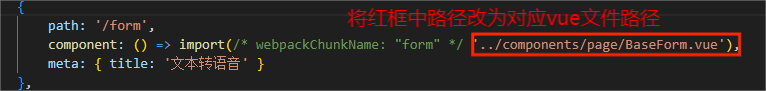 {
将红框中路径改为对应vue文件路径
path: '/form',
component: () => import(/* webpackChunkName: "form" */ '../components/page/BaseForm.vue'),
meta: { title: '文本转语音' }
},